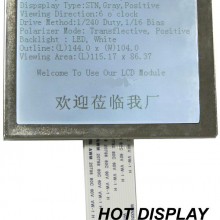 Dispsplay Type:STN,Gray,Positive
Viewing Direction:6 o clock
Drive Method:1/240 Duty,1/16 Bias
Polarizer Mode: Transflective, Positive
Backlight : LED, White
Outline:(L)144.0 x (W)104.0
Viewing Area:(L)115.17 x 86.37
Welcome To Use Our LCD Module
欢迎莅临我厂
HOT DISPLAY